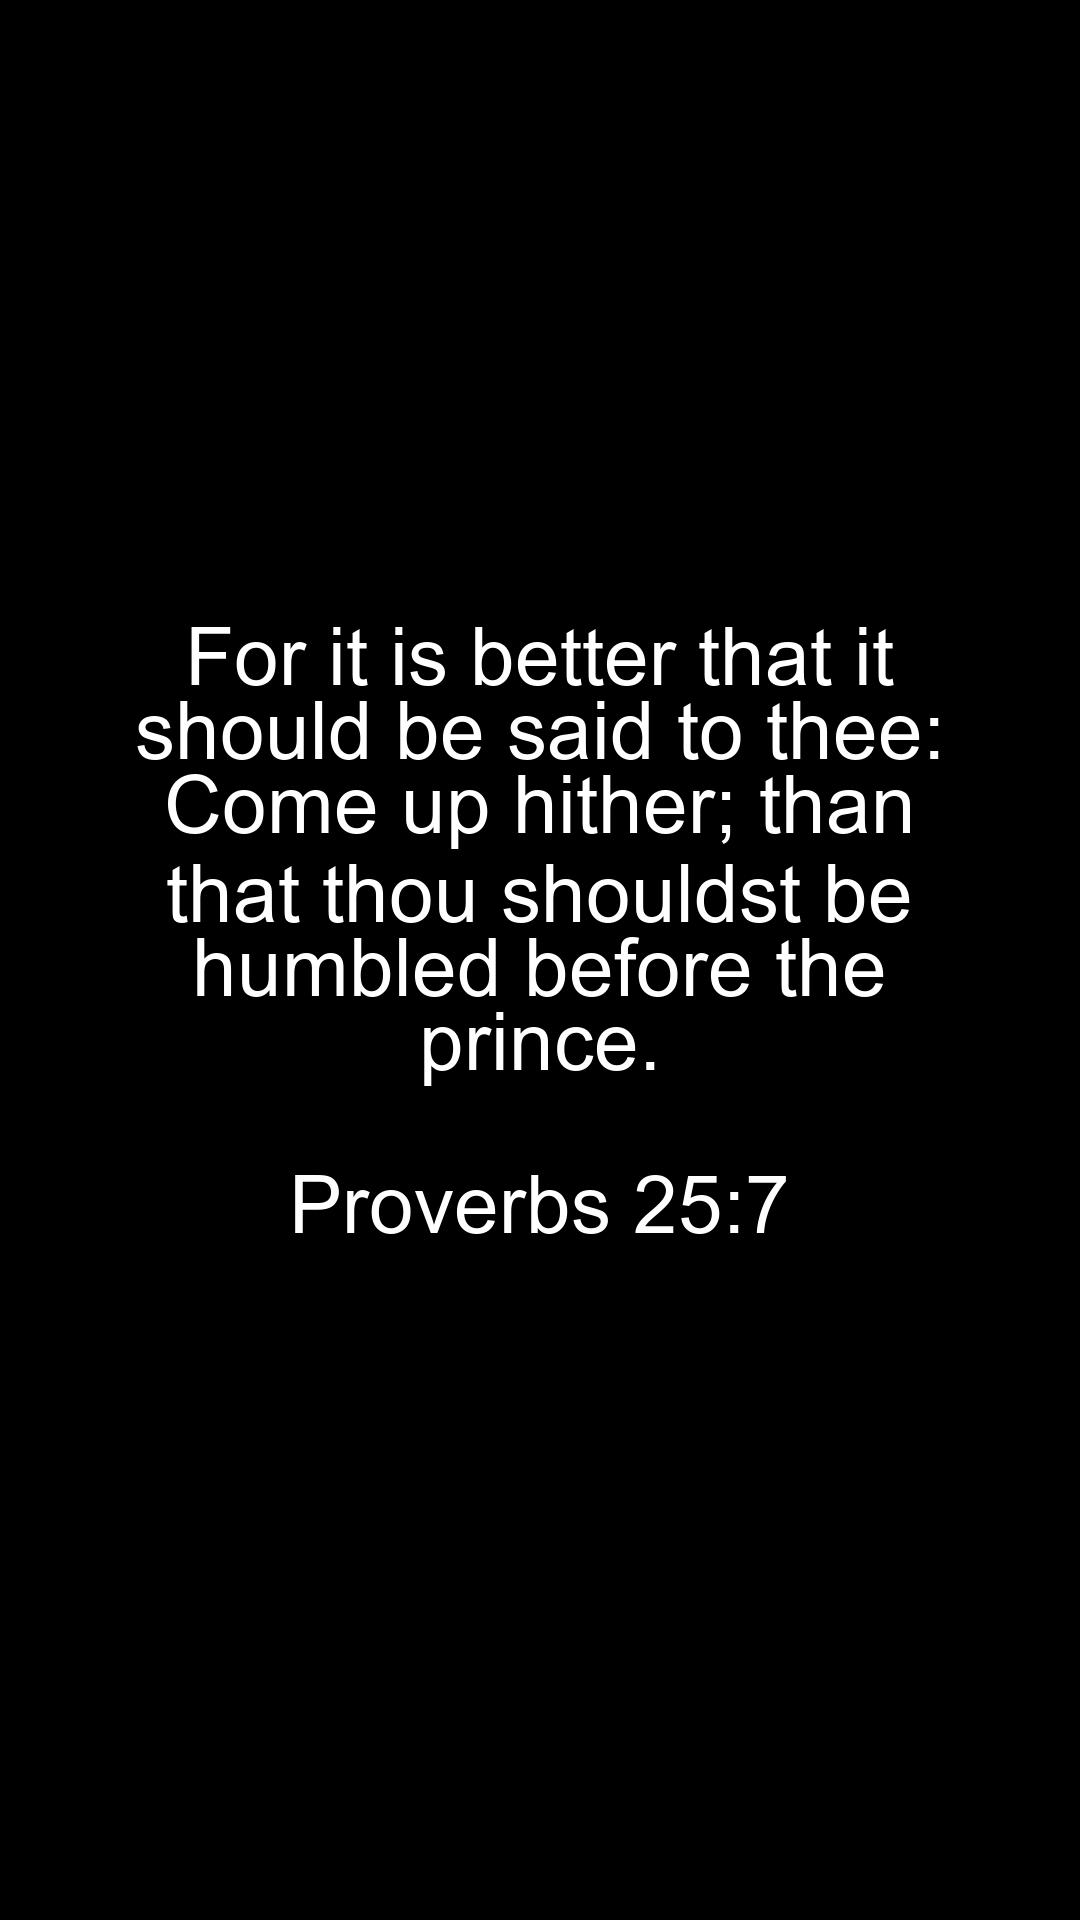 For it is better that it
should be said to thee:
Come up hither; than
that thou shouldst be
humbled before the
prince.
Proverbs 25:7